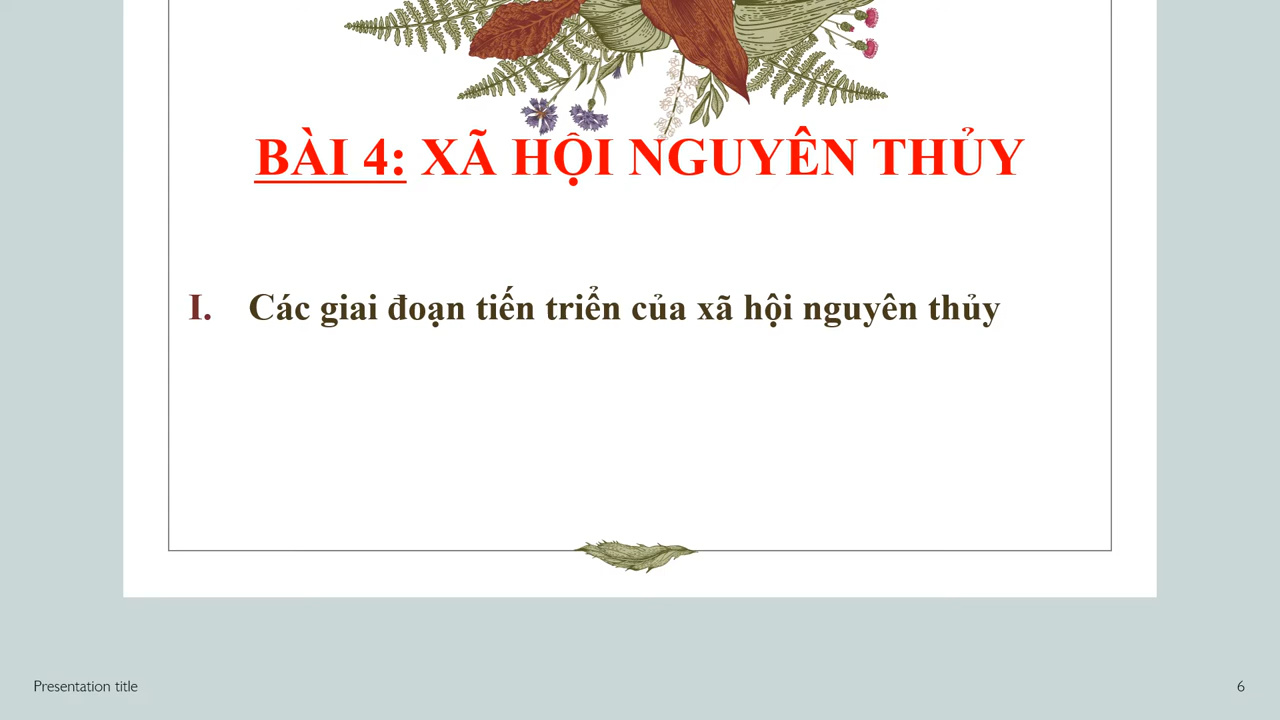 BÀI 4: XÃ HỘI NGUYÊN THỦY
I. Các giai đoạn tiến triển của xã hội nguyên thủy
Presentation title
6